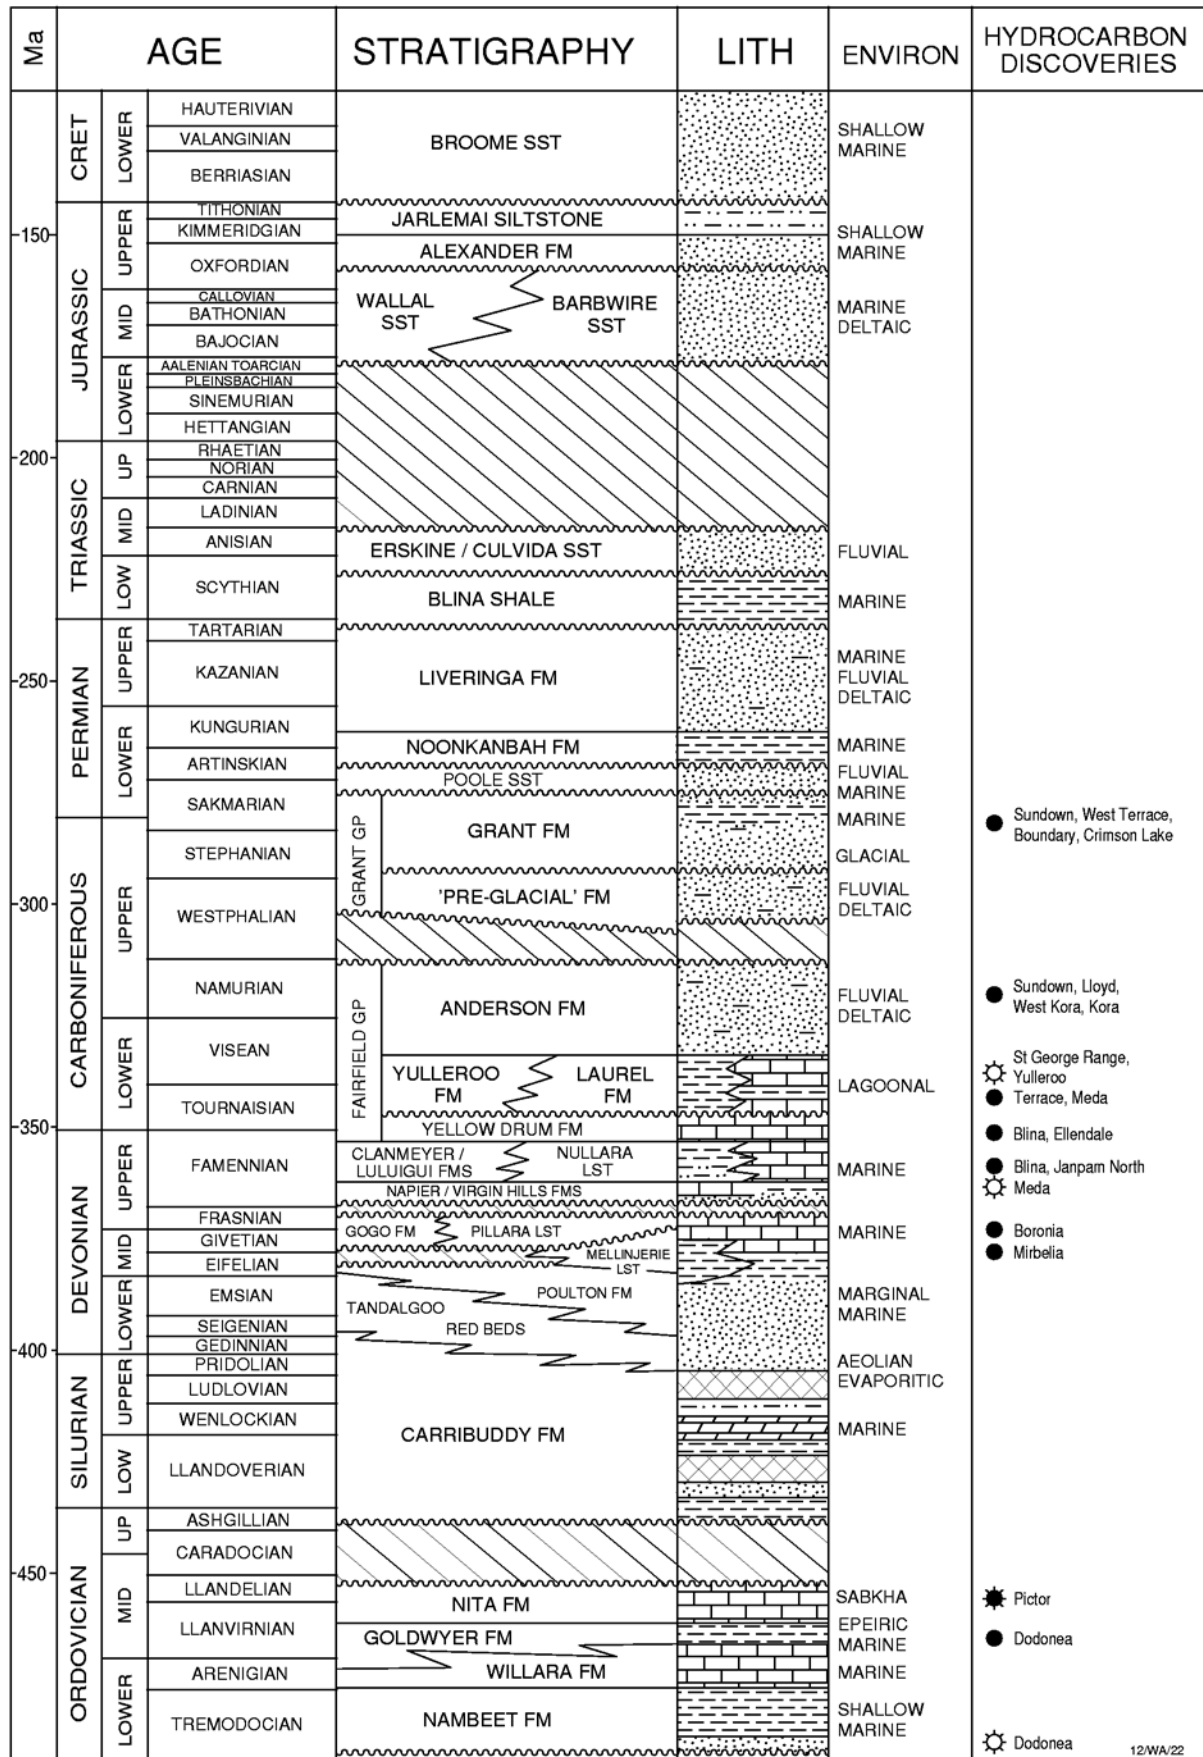 Ma
AGE
STRATIGRAPHY
LITH
ENVIRON
HYDROCARBON
DISCOVERIES
CRET
LOWER
HAUTERIVIAN
VALANGINIAN
BERRIASIAN
BROOME SST
SHALLOW
MARINE
JURASSIC
UPPER
TITHONIAN
KIMMERIDGIAN
OXFORDIAN
JARLEMAI SILTSTONE
ALEXANDER FM
SHALLOW
MARINE
150
MID
CALLOVIAN
BATHONIAN
BAJOCIAN
WALLAL
SST
BARBWIRE
SST
MARINE
DELTAIC
LOWER
AALENIAN TOARCIAN
PLEINSBACHIAN
SINEMURIAN
HETTANGIAN
TRIASSIC
UP
RHAETIAN
NORIAN
CARNIAN
200
MID
LADINIAN
ANISIAN
ERSKINE / CULVIDA SST
FLUVIAL
LOW
SCYTHIAN
BLINA SHALE
MARINE
PERMIAN
UPPER
TARTARIAN
KAZANIAN
LIVERINGA FM
MARINE
FLUVIAL
DELTAIC
250
LOWER
KUNGURIAN
ARTINSKIAN
SAKMARIAN
NOONKANBAH FM
MARINE
POOLE SST
FLUVIAL
MARINE
GRANT GP
GRANT FM
MARINE
GLACIAL
Sundown, West Terrace,
Boundary, Crimson Lake
CARBONIFEROUS
UPPER
STEPHANIAN
WESTPHALIAN
NAMURIAN
'PRE-GLACIAL' FM
FLUVIAL
DELTAIC
300
FAIRFIELD GP
ANDERSON FM
FLUVIAL
DELTAIC
Sundown, Lloyd,
West Kora, Kora
LOWER
VISEAN
TOURNAISIAN
YULLEROO
FM
LAUREL
FM
LAGOONAL
St George Range,
Yulleroo
Terrace, Meda
350
YELLOW DRUM FM
Blina, Ellendale
DEVONIAN
UPPER
FAMENNIAN
FRASNIAN
CLANMEYER /
LULUIGUI FMS
NULLARA
LST
MARINE
Blina, Janpam North
Meda
NAPIER / VIRGIN HILLS FMS
MID
GIVETIAN
EIFELIAN
GOGO FM
PILLARA LST
MARINE
Boronia
MELLINJERIE
LST
Mirbelia
LOWER
EMSIAN
SEIGENIAN
GEDINNIAN
POULTON FM
TANDALGOO
RED BEDS
MARGINAL
MARINE
400
SILURIAN
UPPER
PRIDOLIAN
LUDLOVIAN
WENLOCKIAN
AEOLIAN
EVAPORITIC
CARRIBUDDY FM
MARINE
LOW
LLANDOVERIAN
ORDOVICIAN
UP
ASHGILLIAN
CARADOCIAN
450
MID
LLANDELIAN
LLANVIRNIAN
NITA FM
SABKHA
Pictor
GOLDWYER FM
EPEIRIC
MARINE
Dodonea
LOWER
ARENIGIAN
TREMODOCIAN
WILLARA FM
MARINE
NAMBEET FM
SHALLOW
MARINE
Dodonea
12/WA/22